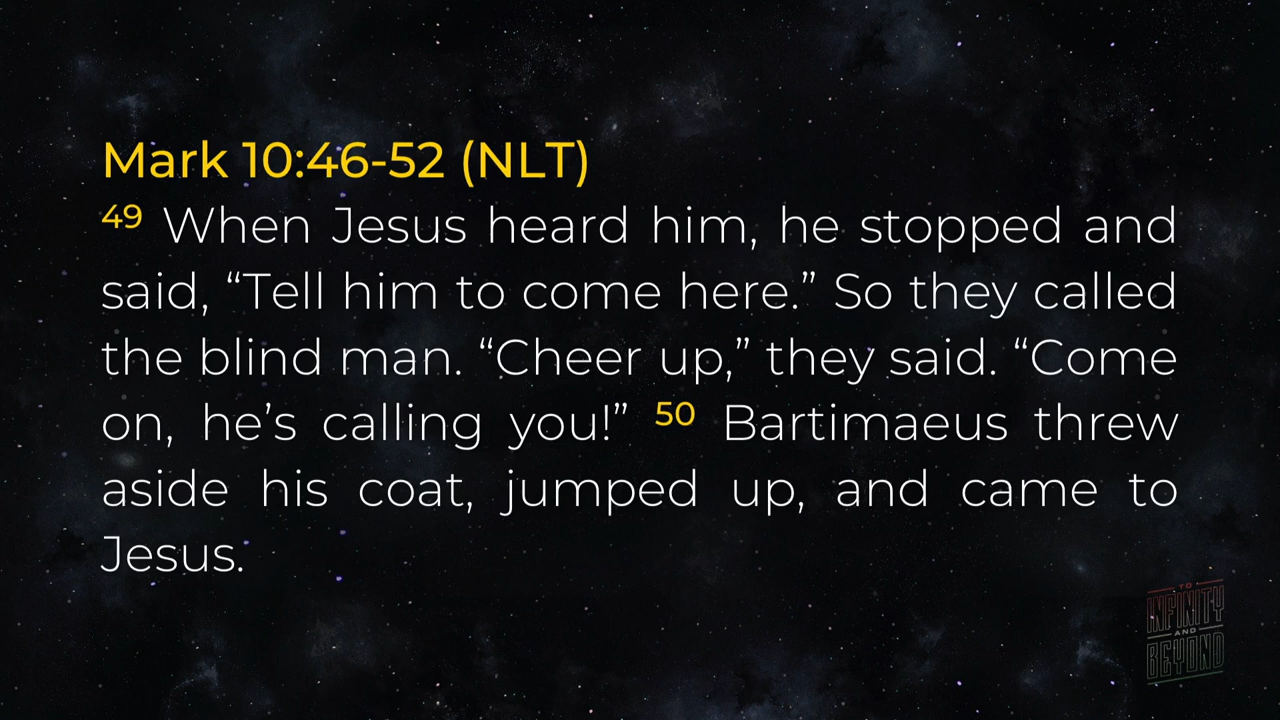 Mark 10:46-52 (NLT)
49 When Jesus heard him, he stopped and
said, “Tell him to come here.” So they called
the blind man. “Cheer up,” they said. “Come
on, he’s calling you!” 50 Bartimaeus threw
aside his coat, jumped up, and came to
Jesus.
TO
INFINITY
AND
BEYOND